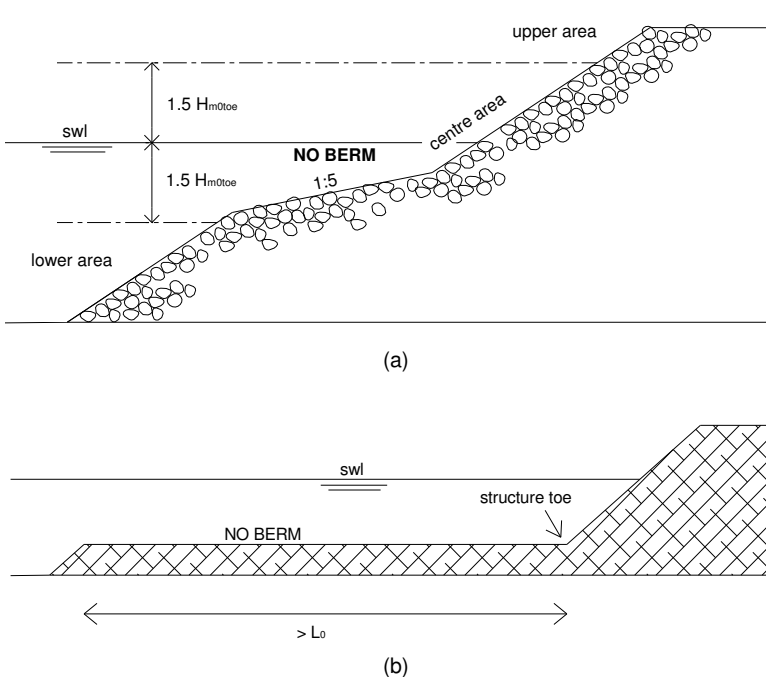 upper area
1.5 Hm0toe
centre area
swl
NO BERM
1.5 Hm0toe
1:5
lower area
(a)
swl
structure toe
NO BERM
> L0
(b)